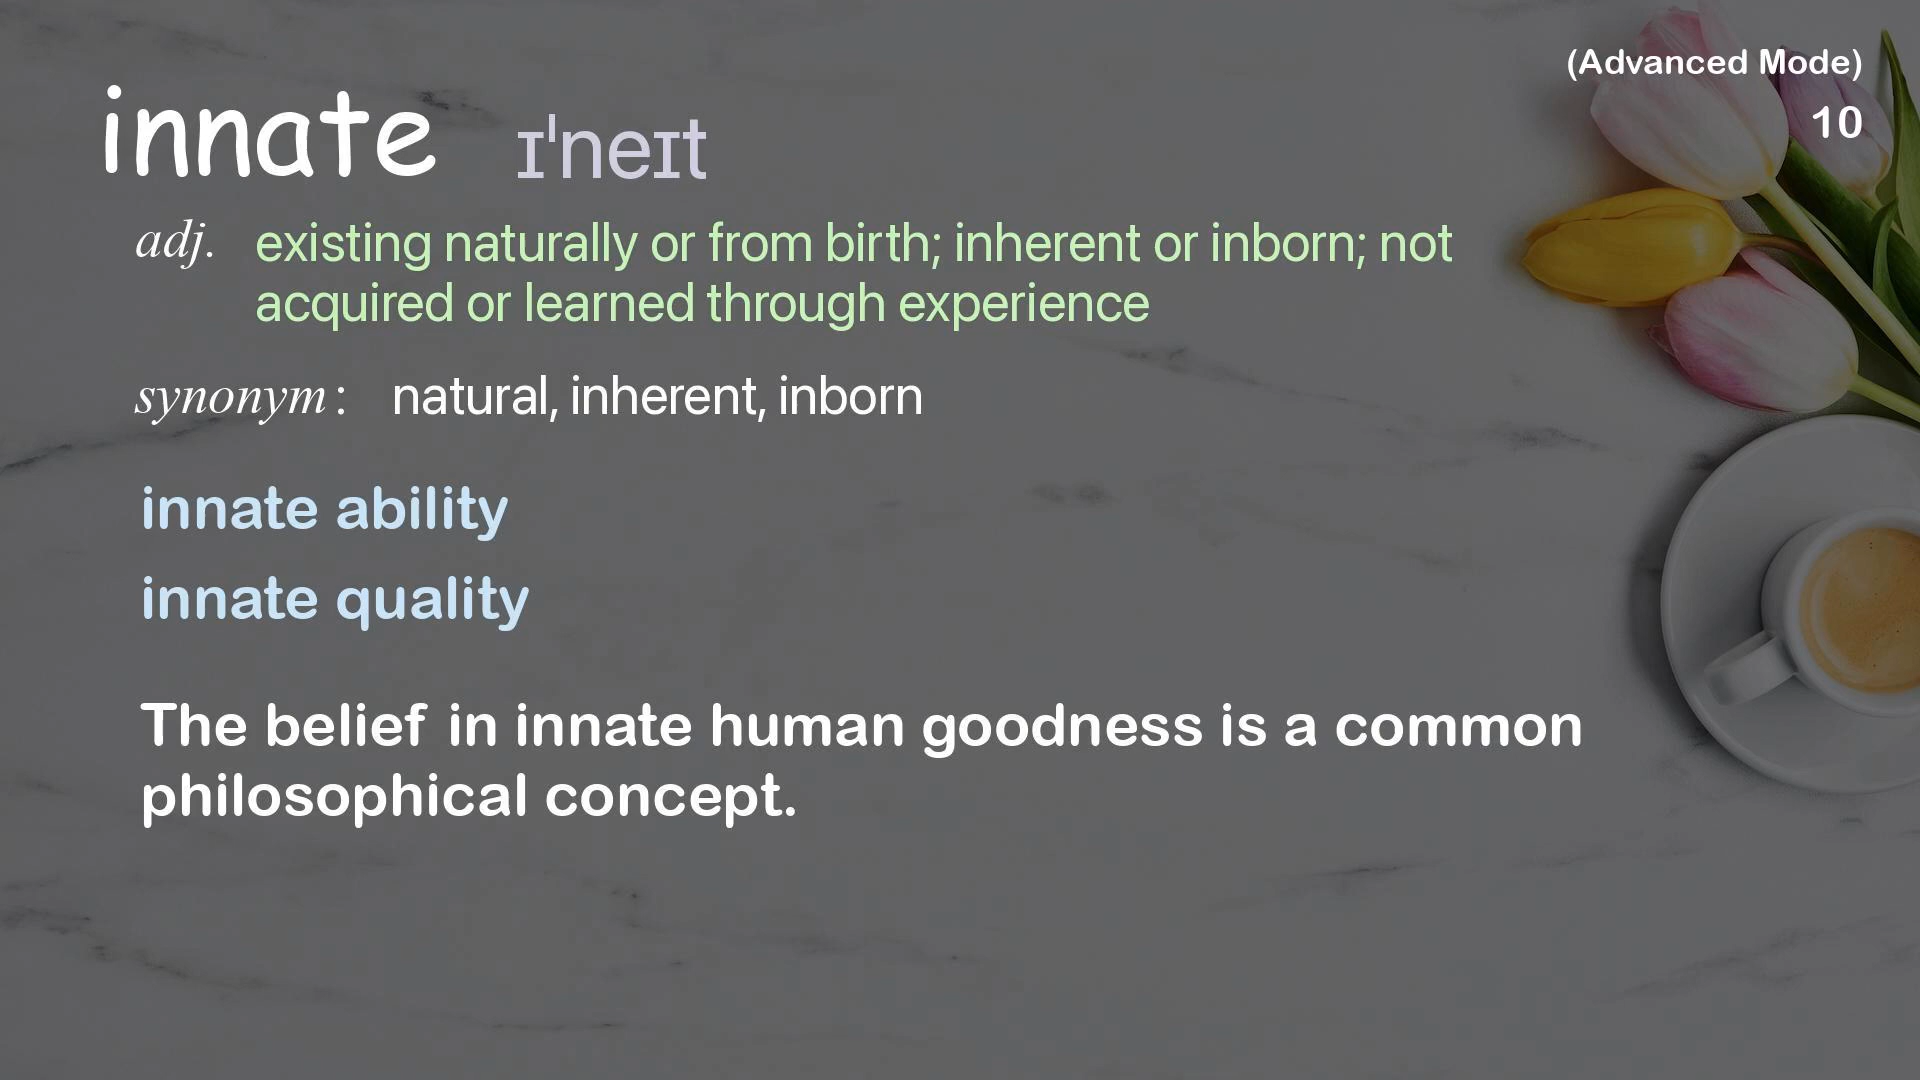 (Advanced Mode)
10
innate ɪˈneɪt
adj. existing naturally or from birth; inherent or inborn; not
acquired or learned through experience
synonym: natural, inherent, inborn
innate ability
innate quality
The belief in innate human goodness is a common
philosophical concept.